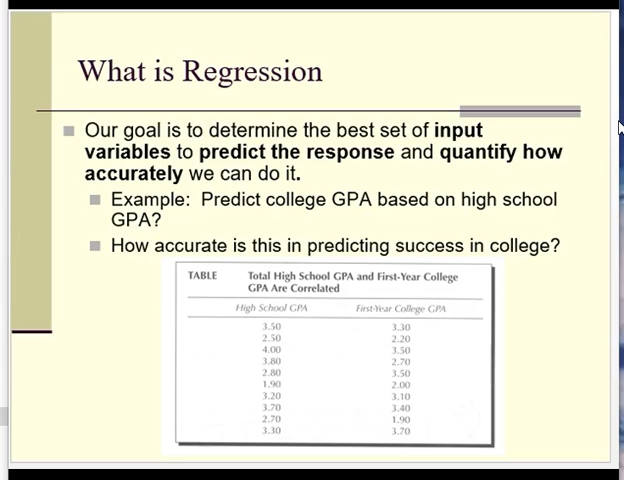 What is Regression
Our goal is to determine the best set of input
variables to predict the response and quantify how
accurately we can do it.
Example: Predict college GPA based on high school
GPA?
How accurate is this in predicting success in college?
TABLE Total High School GPA and First-Year College
GPA Are Correlated
High School GPA First-Year College GPA
3.50 3.30
2.50 2.20
4.00 3.50
3.80 2.70
2.80 3.50
1.90 2.00
3.20 3.10
3.70 3.40
2.70 1.90
3.30 3.70